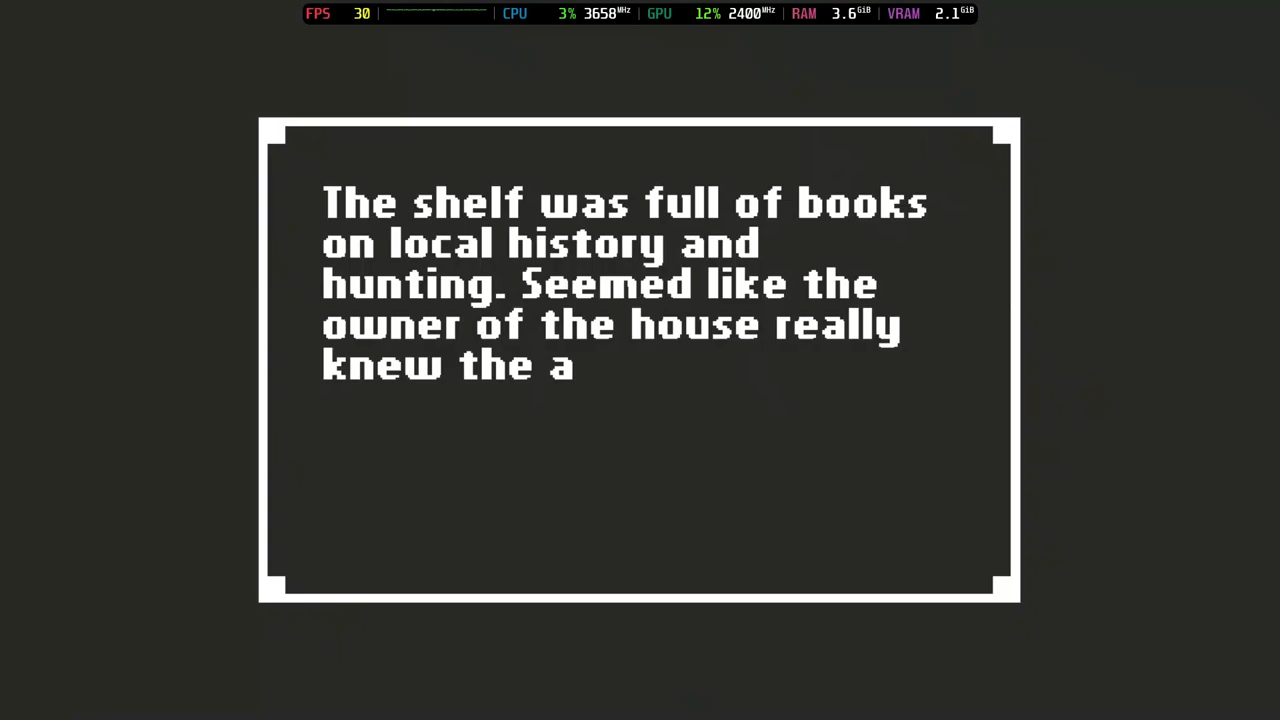 FPS 30 CPU 3% 3658MHz GPU 12% 2400MHz RAM 3.6GiB VRAM 2.1GiB
The shelf was full of books
on local history and
hunting. Seemed like the
owner of the house really
knew the a